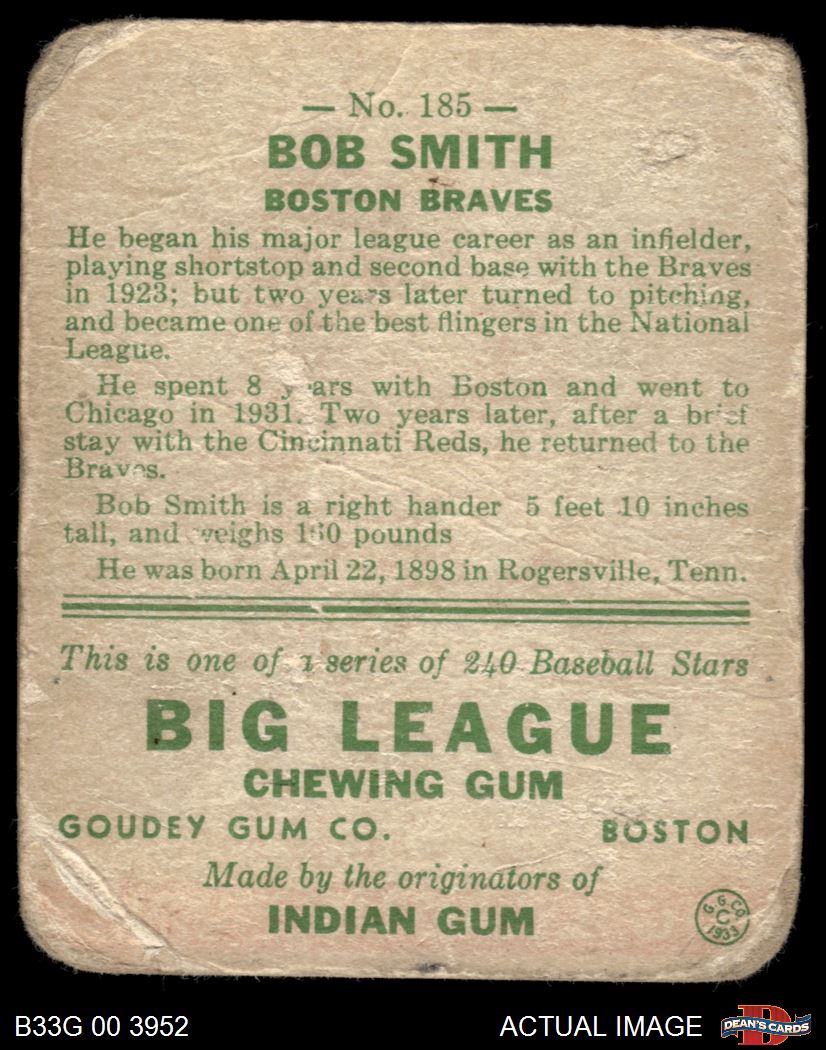 — No. 185 —
BOB SMITH
BOSTON BRAVES
He began his major league career as an infielder,
playing shortstop and second base with the Braves
in 1923; but two years later turned to pitching,
and became one of the best flingers in the National
League.
He spent 8 years with Boston and went to
Chicago in 1931. Two years later, after a brief
stay with the Cincinnati Reds, he returned to the
Braves.
Bob Smith is a right hander 5 feet 10 inches
tall, and weighs pounds
He was born April 22, 1898 in Rogersville, Tenn.
This is one of a series of 240 Baseball Stars
BIG LEAGUE
CHEWING GUM
GOUDEY GUM CO. BOSTON
Made by the originators of
INDIAN GUM
G. G. Co.
C
1933
B33G 00 3952 ACTUAL IMAGE D DEAN'S CARDS